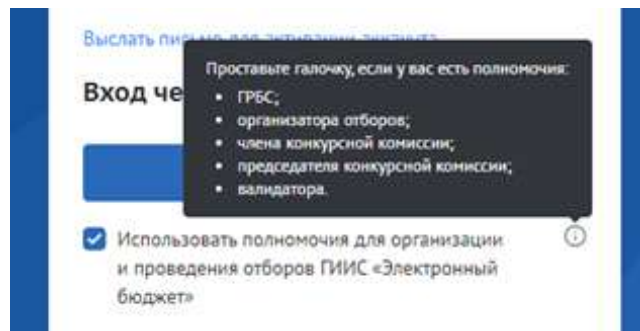 Выслать
Проставьте галочку, если у вас есть полномочия:
Вход че
• ГРБС;
• организатора отборов;
• члена конкурсной комиссии;
• председателя конкурсной комиссии;
• валидатора.
Использовать полномочия для организации
и проведения отборов ГИИС «Электронный
бюджет»